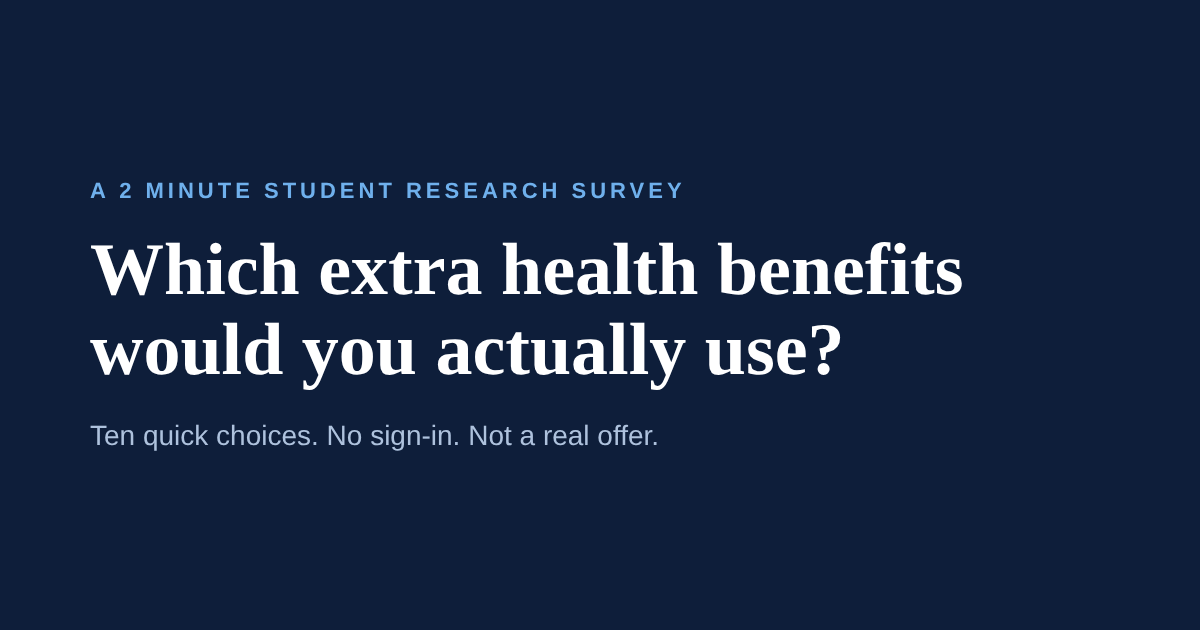 A 2 MINUTE STUDENT RESEARCH SURVEY
Which extra health benefits
would you actually use?
Ten quick choices. No sign-in. Not a real offer.